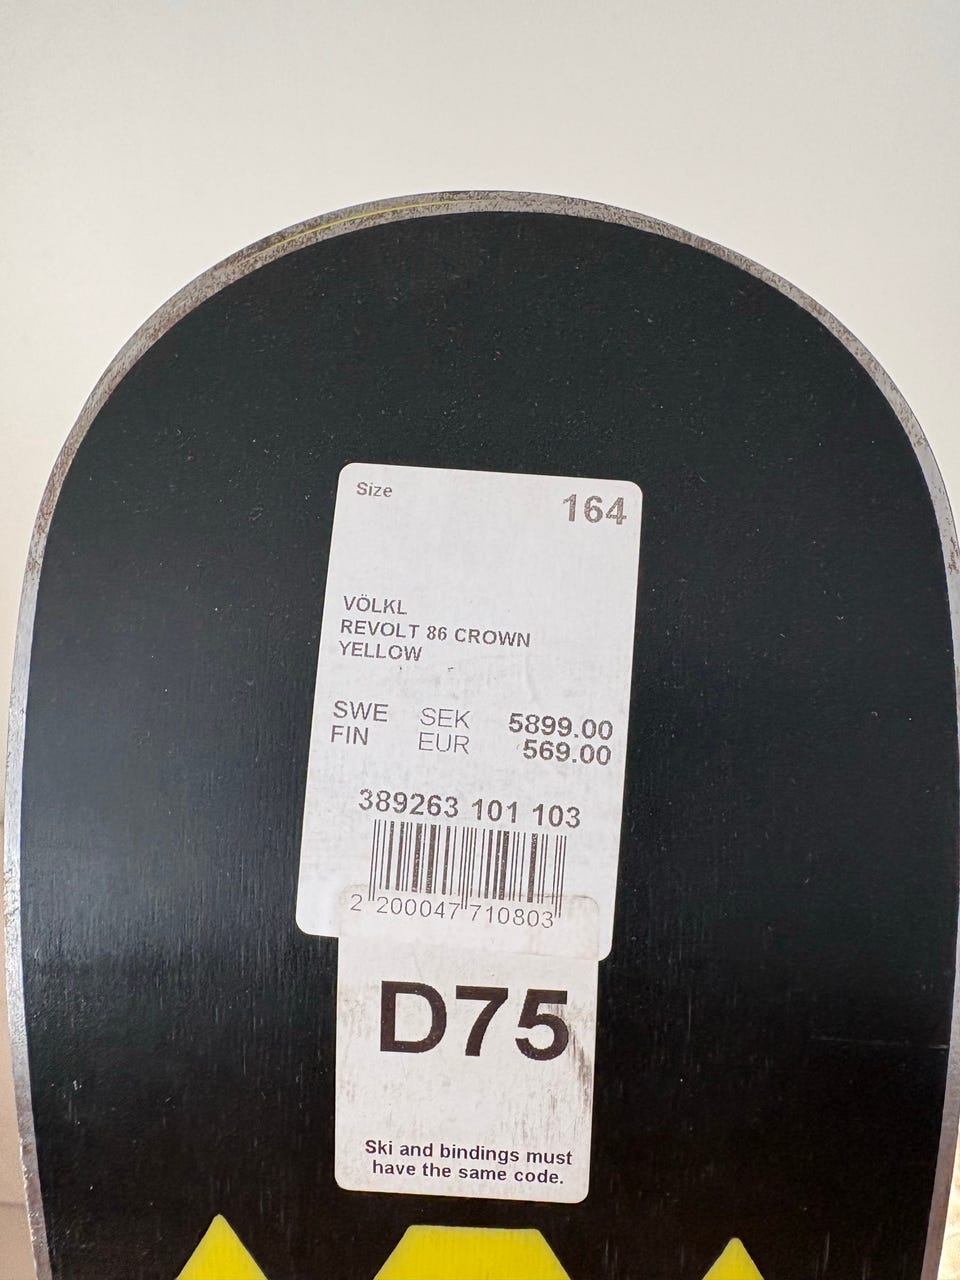 Size 164
VÖLKL
REVOLT 86 CROWN
YELLOW
SWE SEK 5899.00
FIN EUR 569.00
389263 101 103
2 200047 710803
D75
Ski and bindings must
have the same code.